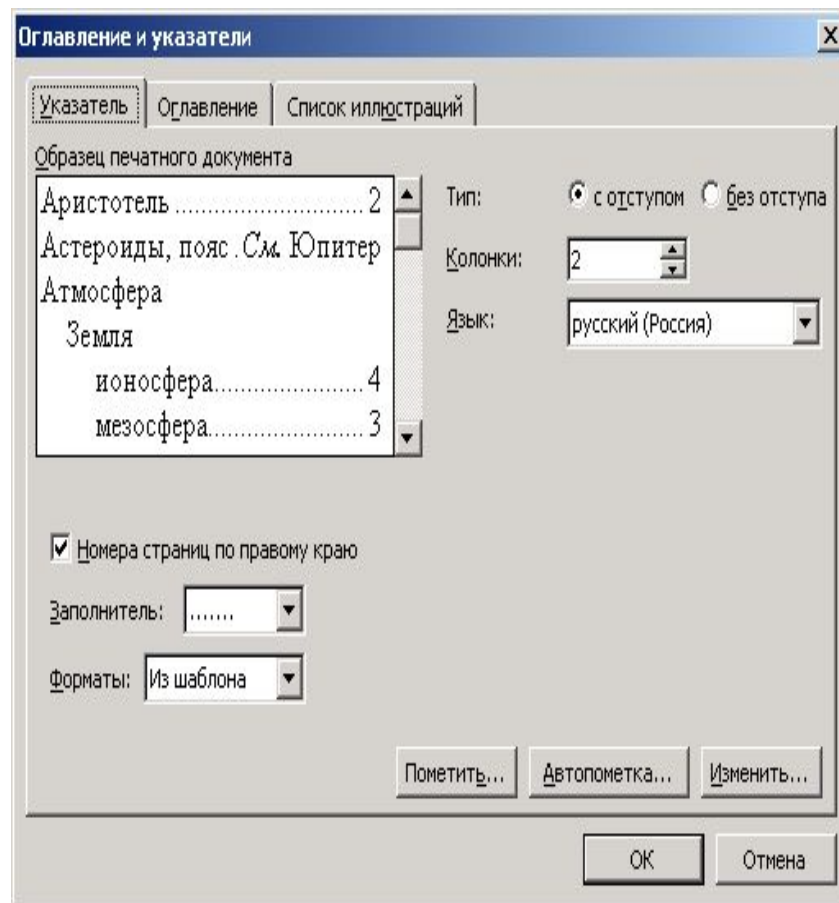 Оглавление и указатели
Указатель Оглавление Список иллюстраций
Образец печатного документа
Аристотель ............................ 2
Астероиды, пояс .См. Юпитер
Атмосфера
Земля
ионосфера...................... 4
мезосфера....................... 3
Тип: с отступом без отступа
Колонки: 2
Язык: русский (Россия)
Номера страниц по правому краю
Заполнитель: .......
Форматы: Из шаблона
Пометить... Автопометка... Изменить...
ОК Отмена